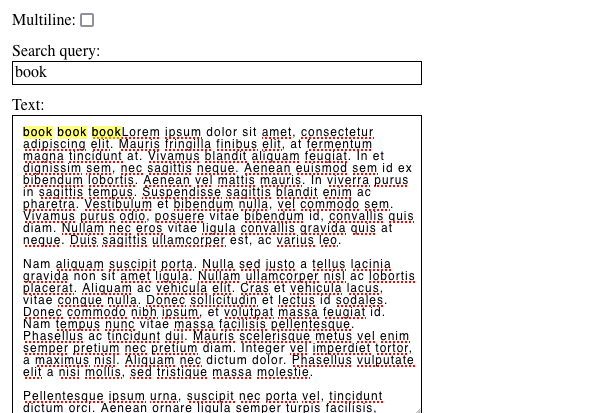 Multiline:
Search query:
book
Text:
book book bookLorem ipsum dolor sit amet, consectetur
adipiscing elit. Mauris fringilla finibus elit, at fermentum
magna tincidunt at. Vivamus blandit aliquam feugiat. In et
dignissim sem, nec sagittis neque. Aenean euismod sem id ex
bibendum lobortis. Aenean vel mattis mauris. In viverra purus
in sagittis tempus. Suspendisse sagittis blandit enim ac
pharetra. Vestibulum et bibendum nulla, vel commodo sem.
Vivamus purus odio, posuere vitae bibendum id, convallis quis
diam. Nullam nec eros vitae ligula convallis gravida quis at
neque. Duis sagittis ullamcorper est, ac varius leo.
Nam aliquam suscipit porta. Nulla sed justo a tellus lacinia
gravida non sit amet ligula. Nullam ullamcorper nisl ac lobortis
placerat. Aliquam ac vehicula elit. Cras et vehicula lacus,
vitae congue nulla. Donec sollicitudin et lectus id sodales.
Donec commodo nibh ipsum, et volutpat massa feugiat id.
Nam tempus nunc vitae massa facilisis pellentesque.
Phasellus ac tincidunt dui. Mauris scelerisque metus vel enim
semper pretium nec pretium diam. Integer vel imperdiet tortor,
a maximus nisl. Aliquam nec dictum dolor. Phasellus vulputate
elit a nisi mollis, sed tristique massa molestie.
Pellentesque ipsum urna, suscipit nec porta vel, tincidunt
dictum orci. Aenean ornare ligula semper turpis facilisis,